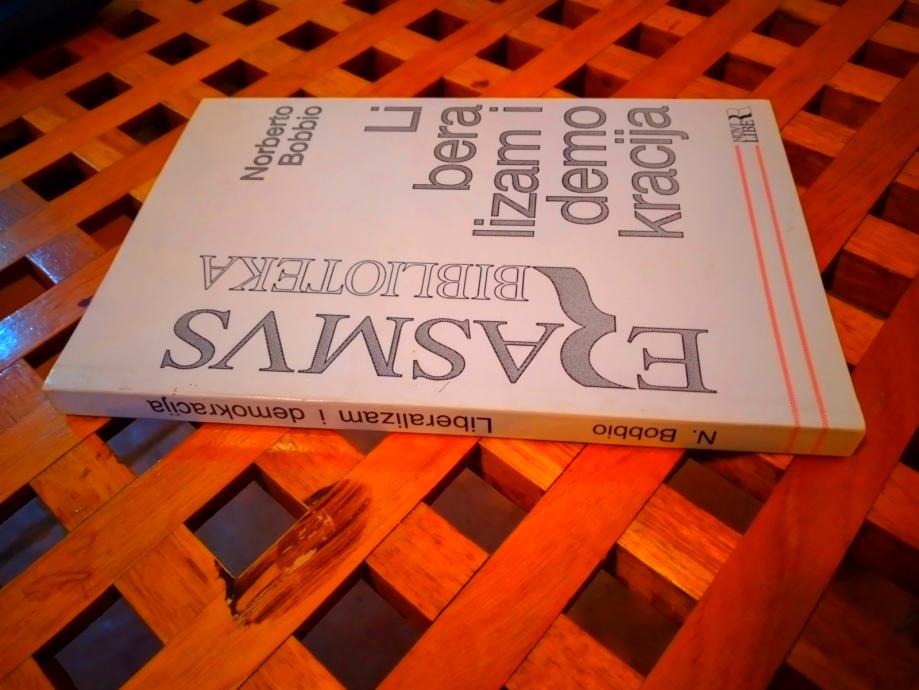 Norberto
Bobbio
Li
bera
lizam i
demo
kracija
NOVI
LIBER
ERASMVS
BIBLIOTEKA
N. Bobbio
Liberalizam i demokracija